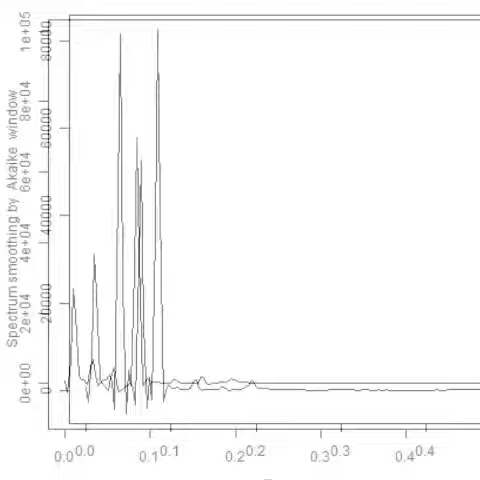 Spectrum smoothing by Akaike window
1e+05
80000
8e+04
60000
6e+04
40000
4e+04
20000
2e+04
0
0e+00
0.0 0.0 0.1 0.1 0.2 0.2 0.3 0.3 0.4 0.4